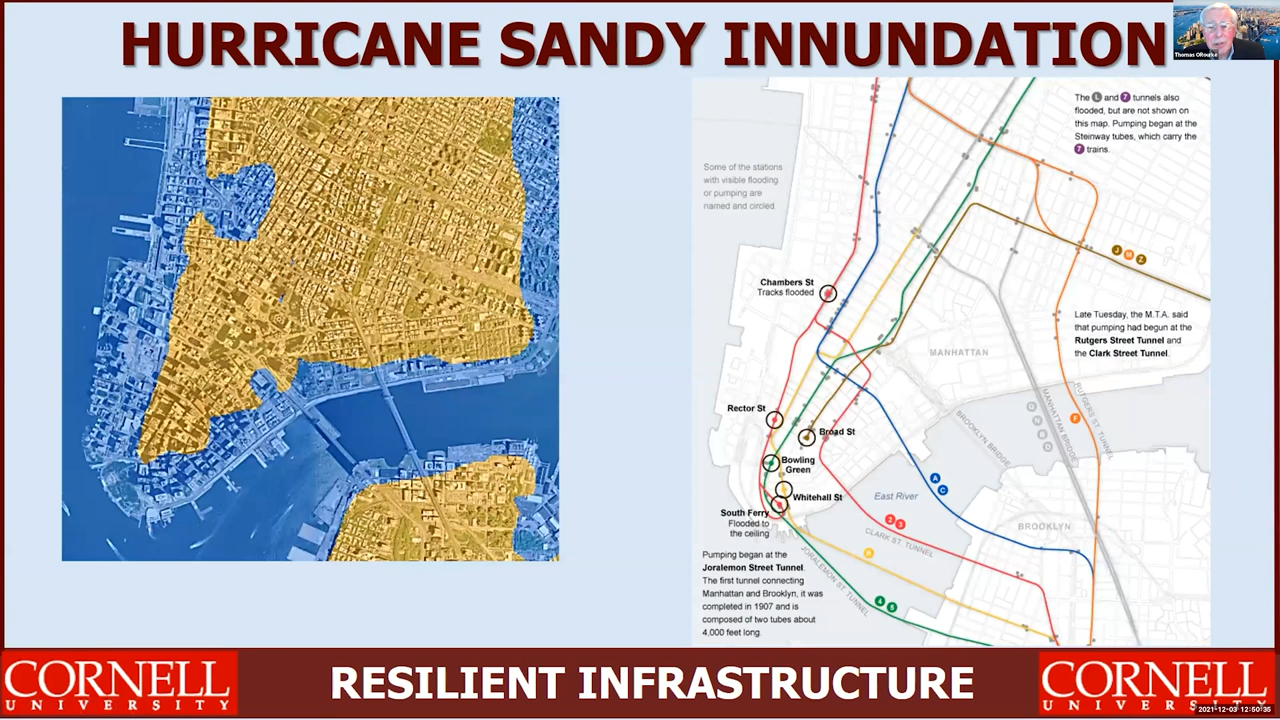 HURRICANE SANDY INNUNDATION
Thomas ORourke
The L and 7 tunnels also
flooded, but are not shown on
this map. Pumping began at the
Steinway tubes, which carry the
7 trains.
Some of the stations
with visible flooding
or pumping are
named and circled
Chambers St
Tracks flooded
J M Z
Late Tuesday, the M.T.A. said
that pumping had begun at the
Rutgers Street Tunnel and
the Clark Street Tunnel.
MANHATTAN
Rector St
Broad St
Bowling
Green
Whitehall St
South Ferry
Flooded to
the ceiling
BROOKLYN BRIDGE
MANHATTAN BRIDGE
RUTGERS ST. TUNNEL
F
A
C
East River
2 3
CLARK ST. TUNNEL
BROOKLYN
R
JORALEMON ST. TUNNEL
4 5
Pumping began at the
Joralemon Street Tunnel.
The first tunnel connecting
Manhattan and Brooklyn, it was
completed in 1907 and is
composed of two tubes about
4,000 feet long.
CORNELL
UNIVERSITY
RESILIENT INFRASTRUCTURE
CORNELL
UNIVERSITY
2021-12-03 12:50:35